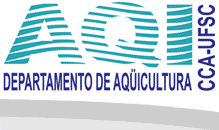 AQI
DEPARTAMENTO DE AQÜICULTURA
CCA-UFSC